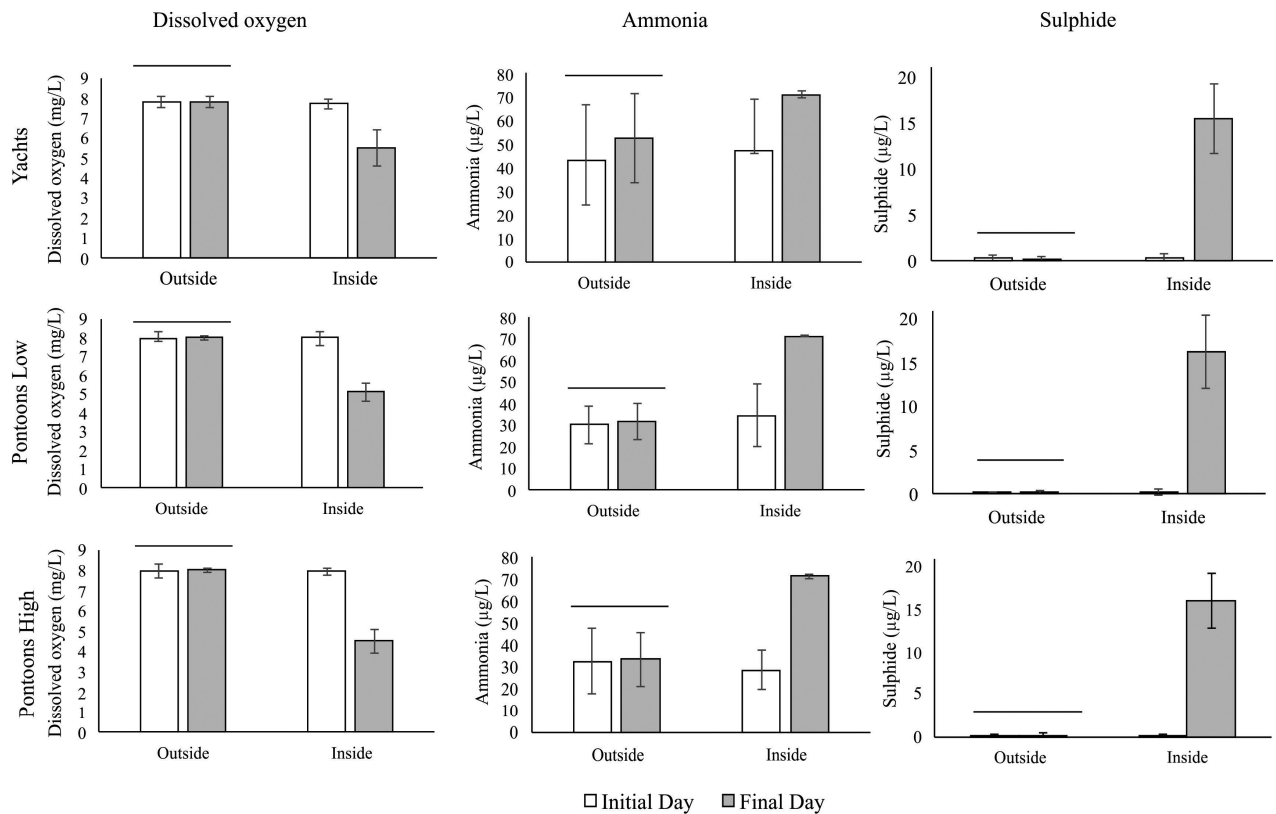 Dissolved oxygen
Ammonia
Sulphide
Yachts
Dissolved oxygen (mg/L)
9
8
7
6
5
4
3
2
1
0
Outside
Inside
Ammonia (µg/L)
80
70
60
50
40
30
20
10
0
Outside
Inside
Sulphide (µg/L)
20
15
10
5
0
Outside
Inside
Pontoons Low
Dissolved oxygen (mg/L)
9
8
7
6
5
4
3
2
1
0
Outside
Inside
Ammonia (µg/L)
80
70
60
50
40
30
20
10
0
Outside
Inside
Sulphide (µg/L)
20
15
10
5
0
Outside
Inside
Pontoons High
Dissolved oxygen (mg/L)
9
8
7
6
5
4
3
2
1
0
Outside
Inside
Ammonia (µg/L)
80
70
60
50
40
30
20
10
0
Outside
Inside
Sulphide (µg/L)
20
15
10
5
0
Outside
Inside
Initial Day
Final Day